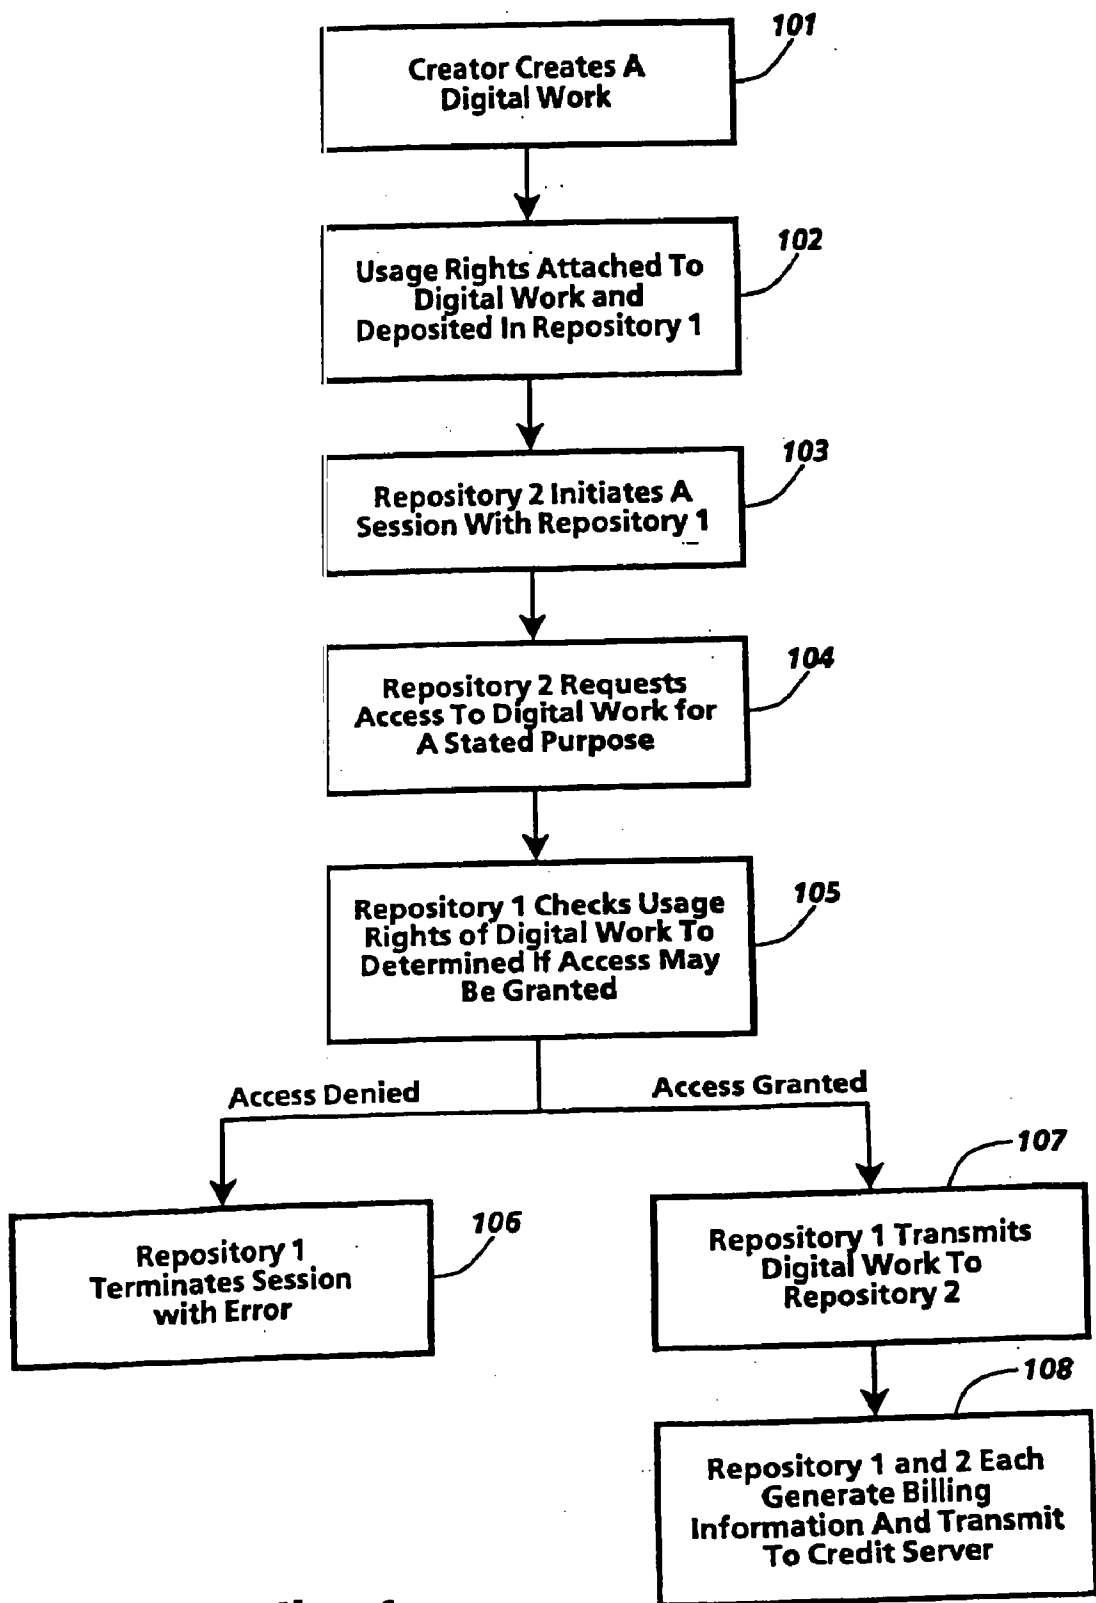 101
Creator Creates A
Digital Work
102
Usage Rights Attached To
Digital Work and
Deposited In Repository 1
103
Repository 2 Initiates A
Session With Repository 1
104
Repository 2 Requests
Access To Digital Work for
A Stated Purpose
105
Repository 1 Checks Usage
Rights of Digital Work To
Determined If Access May
Be Granted
Access Denied
Access Granted
106
Repository 1
Terminates Session
with Error
107
Repository 1 Transmits
Digital Work To
Repository 2
108
Repository 1 and 2 Each
Generate Billing
Information And Transmit
To Credit Server